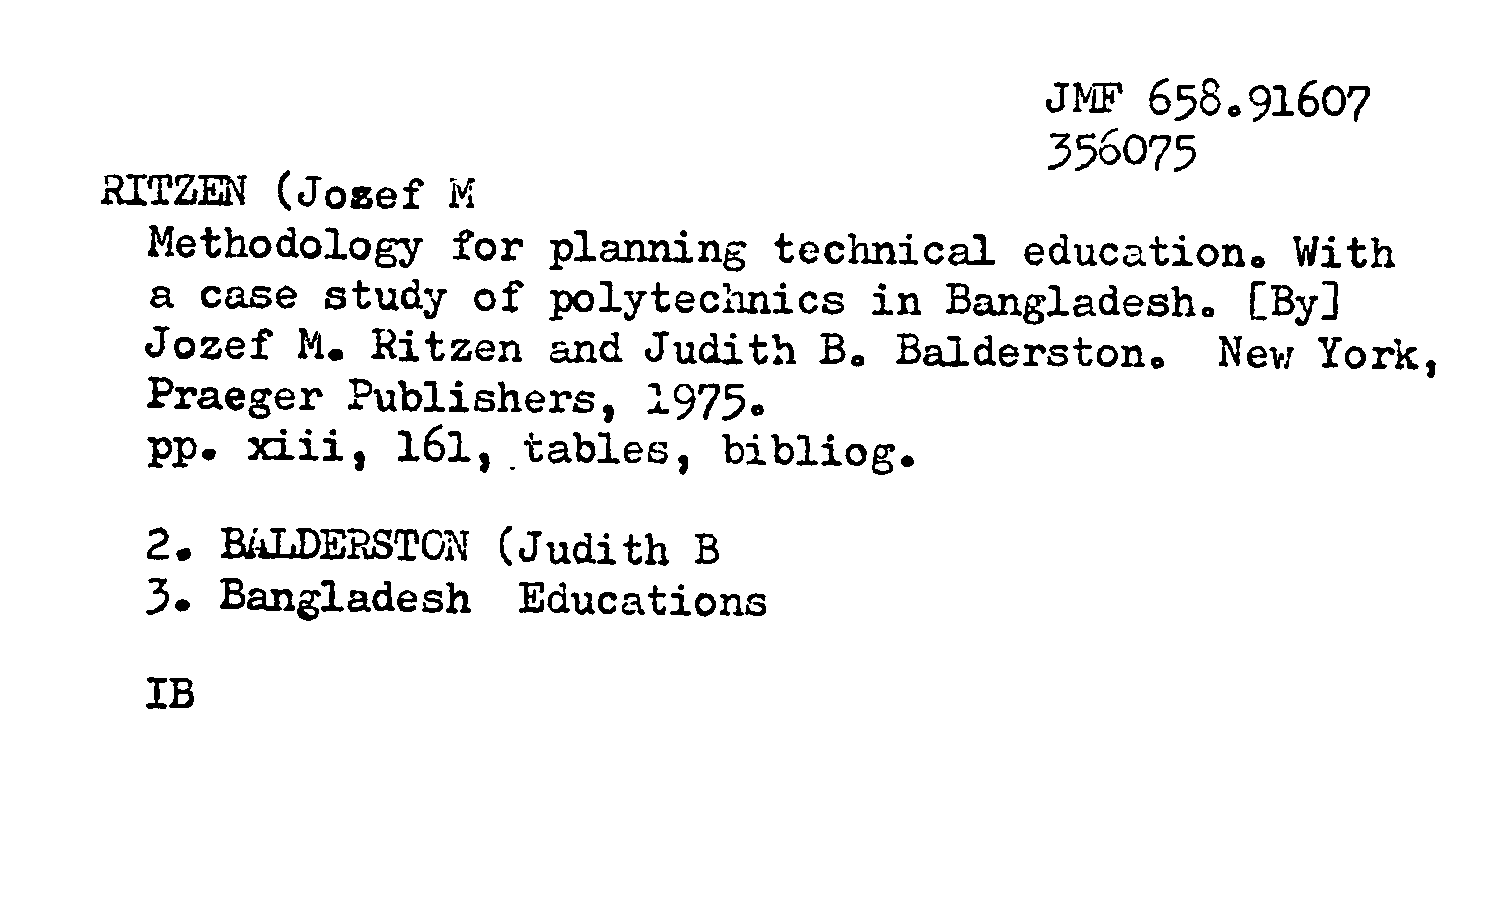 JMF 658.91607
356075
RITZEN (Jozef M
Methodology for planning technical education. With
a case study of polytechnics in Bangladesh. [By]
Jozef M. Ritzen and Judith B. Balderston. New York,
Praeger Publishers, 1975.
pp. xiii, 161, tables, bibliog.
2. BALDERSTON (Judith B
3. Bangladesh Educations
IB